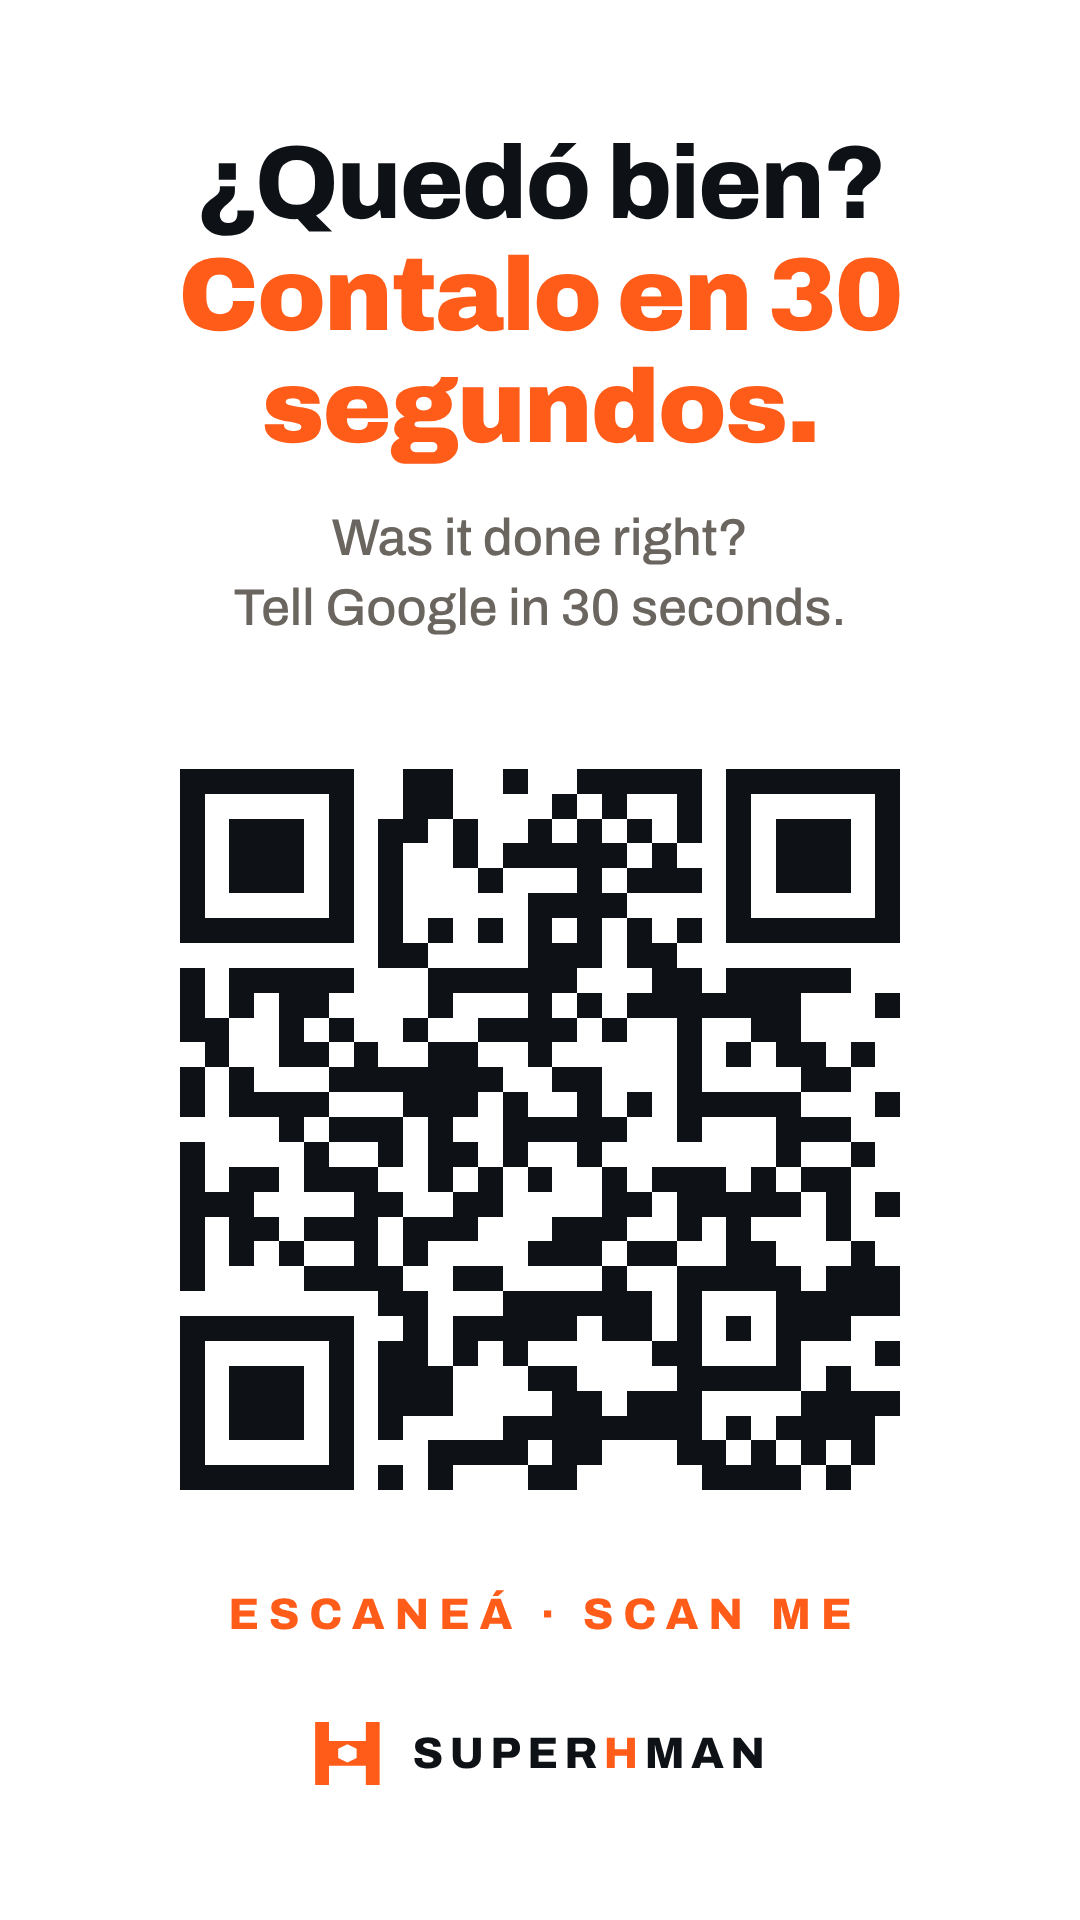 ¿Quedó bien?
Contalo en 30
segundos.
Was it done right?
Tell Google in 30 seconds.
ESCANEÁ · SCAN ME
SUPERHMAN